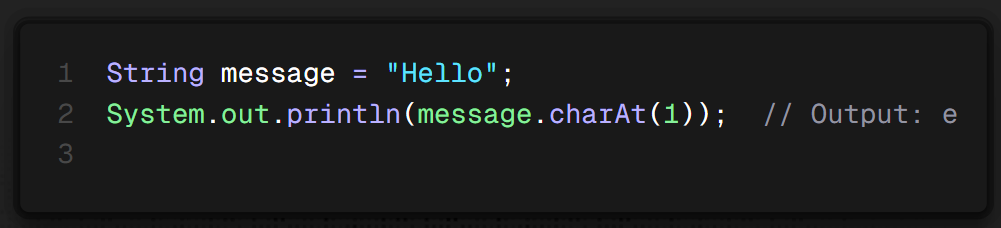 1 String message = "Hello";
2 System.out.println(message.charAt(1));  // Output: e
3